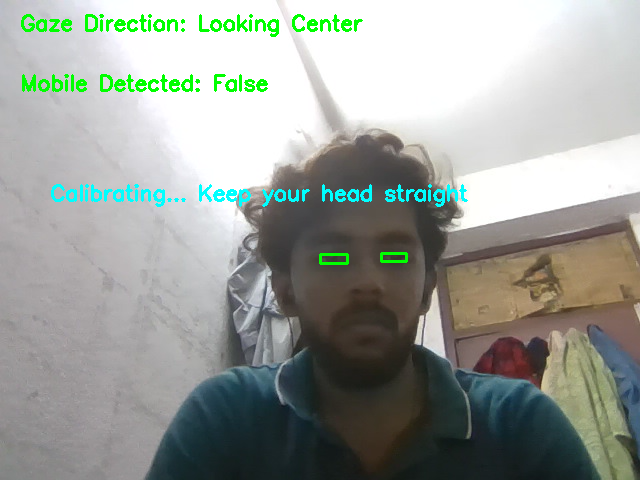 Gaze Direction: Looking Center
Mobile Detected: False
Calibrating... Keep your head straight